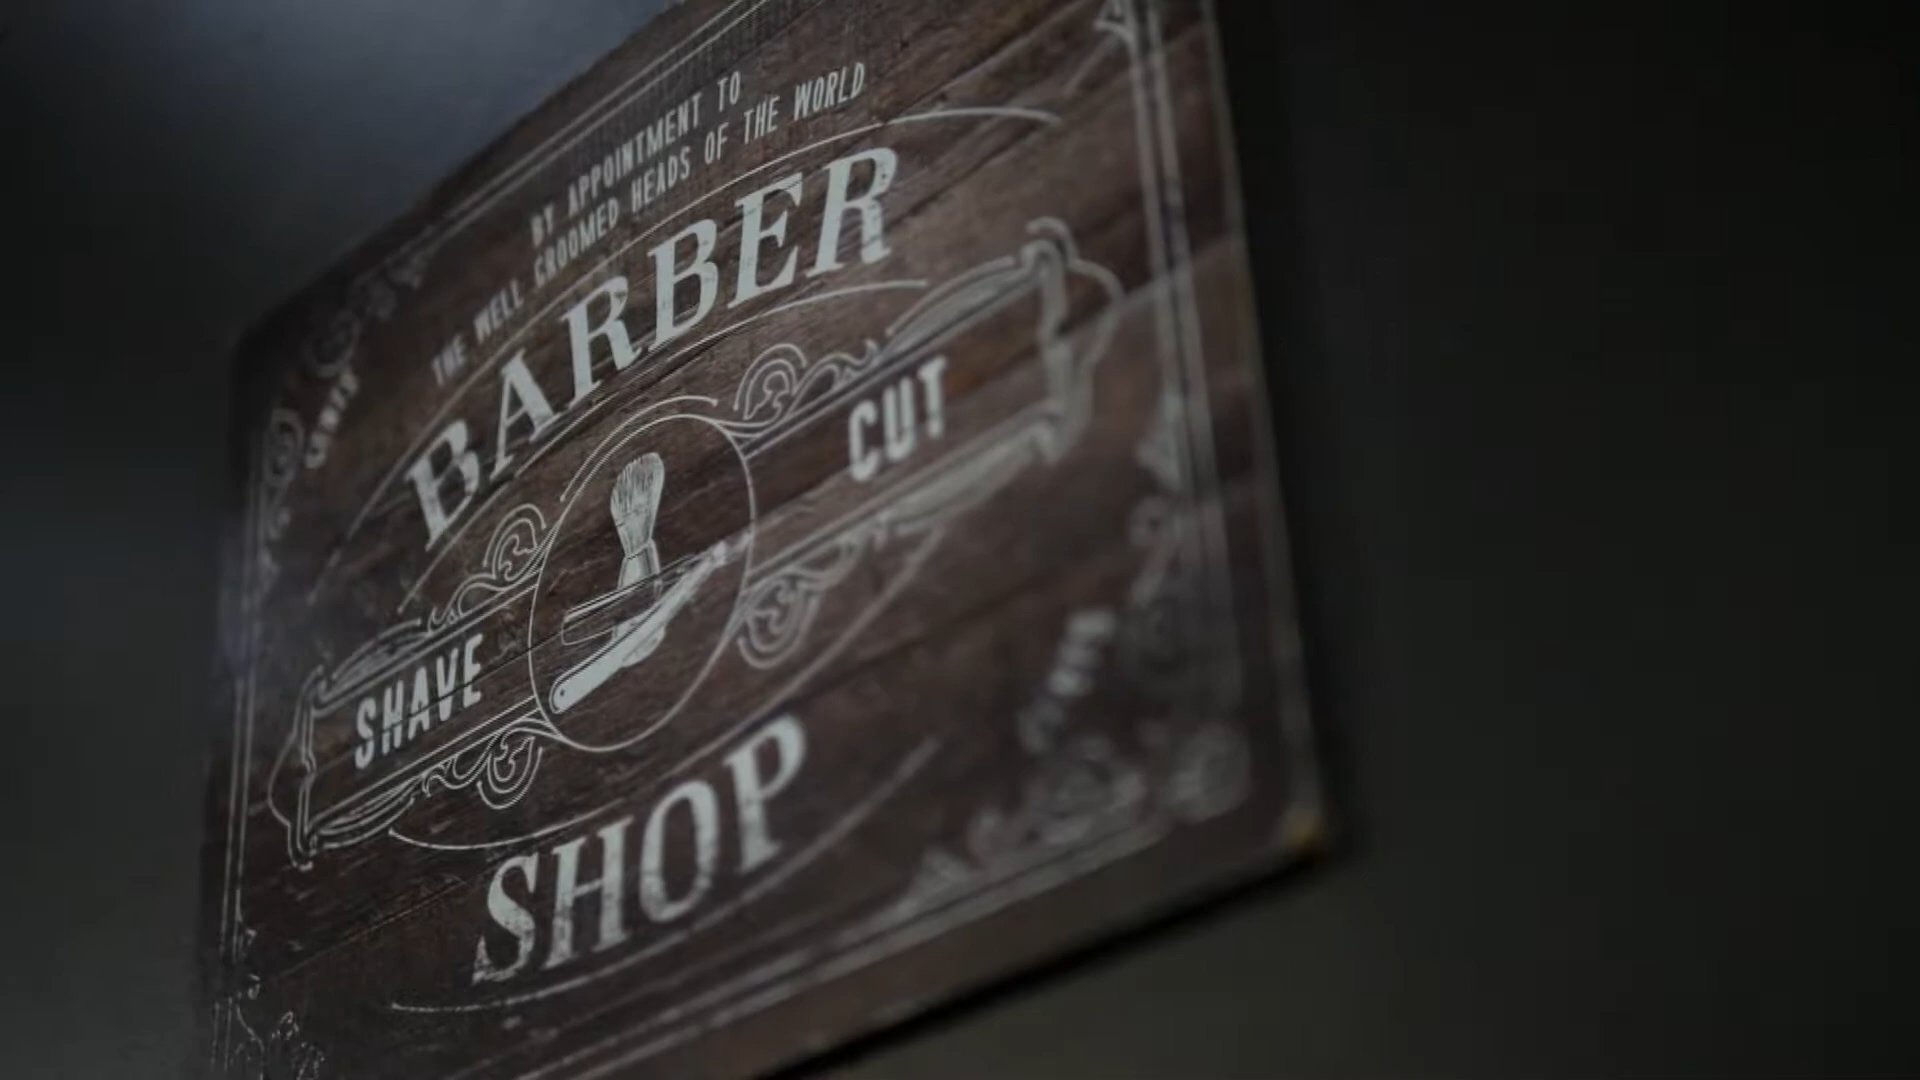 BY APPOINTMENT TO
THE WELL GROOMED HEADS OF THE WORLD
BARBER
SHAVE
CUT
SHOP